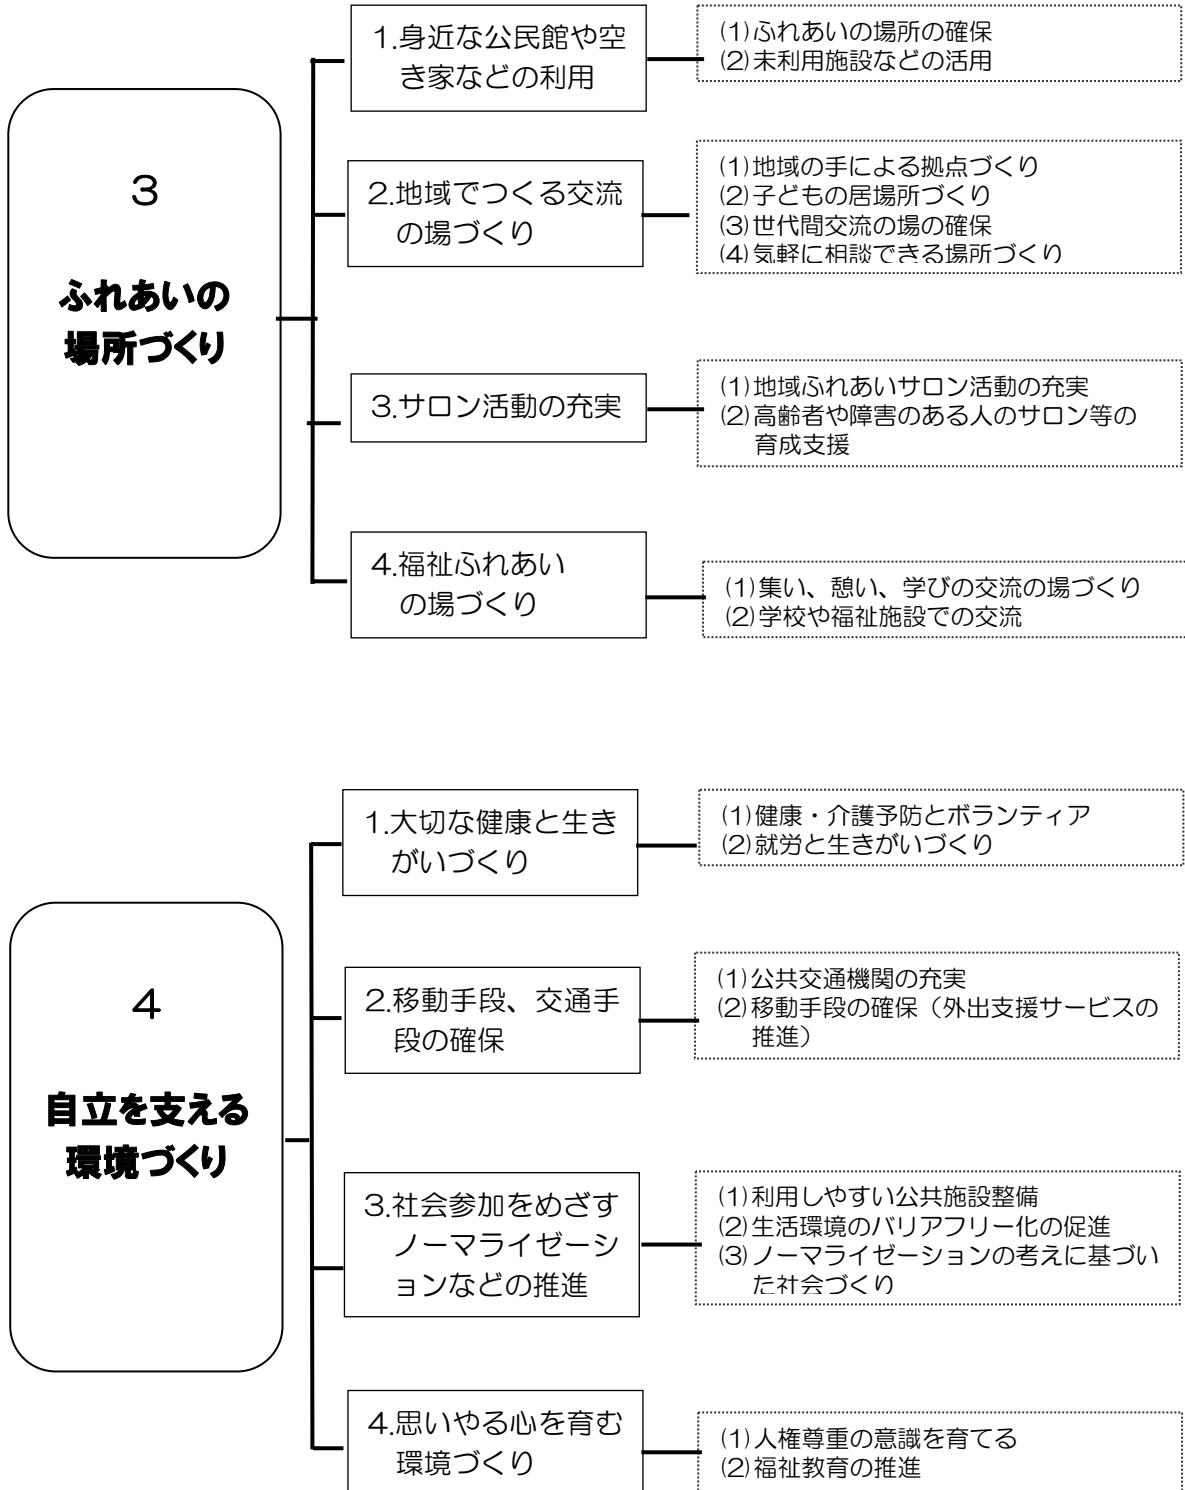 3
ふれあいの
場所づくり
1.身近な公民館や空
き家などの利用
(1)ふれあいの場所の確保
(2)未利用施設などの活用
2.地域でつくる交流
の場づくり
(1)地域の手による拠点づくり
(2)子どもの居場所づくり
(3)世代間交流の場の確保
(4)気軽に相談できる場所づくり
3.サロン活動の充実
(1)地域ふれあいサロン活動の充実
(2)高齢者や障害のある人のサロン等の
育成支援
4.福祉ふれあい
の場づくり
(1)集い、憩い、学びの交流の場づくり
(2)学校や福祉施設での交流
4
自立を支える
環境づくり
1.大切な健康と生き
がいづくり
(1)健康・介護予防とボランティア
(2)就労と生きがいづくり
2.移動手段、交通手
段の確保
(1)公共交通機関の充実
(2)移動手段の確保（外出支援サービスの
推進）
3.社会参加をめざす
ノーマライゼーシ
ョンなどの推進
(1)利用しやすい公共施設整備
(2)生活環境のバリアフリー化の促進
(3)ノーマライゼーションの考えに基づい
た社会づくり
4.思いやる心を育む
環境づくり
(1)人権尊重の意識を育てる
(2)福祉教育の推進